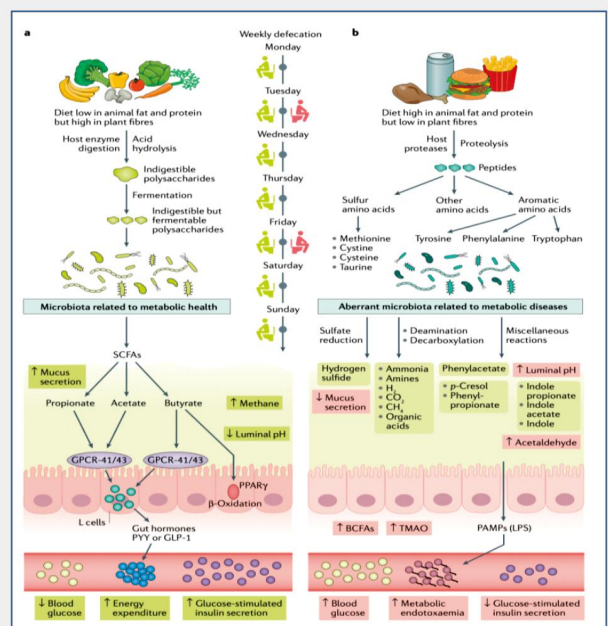 a
Diet low in animal fat and protein
but high in plant fibres
Host enzyme
digestion
Acid
hydrolysis
Indigestible
polysaccharides
Fermentation
Indigestible but
fermentable
polysaccharides
Microbiota related to metabolic health
SCFAs
↑ Mucus
secretion
Propionate
Acetate
Butyrate
↑ Methane
↓ Luminal pH
GPCR-41/43
GPCR-41/43
PPARγ
β-Oxidation
L cells
Gut hormones
PYY or GLP-1
↓ Blood
glucose
↑ Energy
expenditure
↑ Glucose-stimulated
insulin secretion
Weekly defecation
Monday
Tuesday
Wednesday
Thursday
Friday
Saturday
Sunday
b
Diet high in animal fat and protein
but low in plant fibres
Host
proteases
Proteolysis
Peptides
Sulfur
amino acids
Other
amino acids
Aromatic
amino acids
• Methionine
• Cystine
• Cysteine
• Taurine
Tyrosine
Phenylalanine
Tryptophan
Aberrant microbiota related to metabolic diseases
Sulfate
reduction
• Deamination
• Decarboxylation
Miscellaneous
reactions
Hydrogen
sulfide
↓ Mucus
secretion
• Ammonia
• Amines
• H₂
• CO₂
• CH₄
• Organic
acids
Phenylacetate
• p-Cresol
• Phenyl-
propionate
↑ Luminal pH
• Indole
propionate
• Indole
acetate
• Indole
↑ Acetaldehyde
↑ BCFAs
↑ TMAO
PAMPs (LPS)
↑ Blood
glucose
↑ Metabolic
endotoxaemia
↓ Glucose-stimulated
insulin secretion